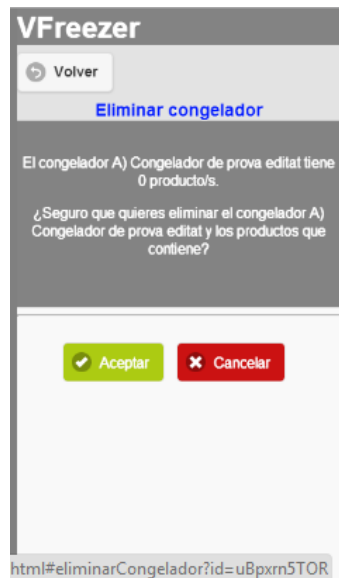 VFreezer
Volver
Eliminar congelador
El congelador A) Congelador de prova editat tiene
0 producto/s.
¿Seguro que quieres eliminar el congelador A)
Congelador de prova editat y los productos que
contiene?
Aceptar
Cancelar
html#eliminarCongelador?id=uBpxrn5TOR